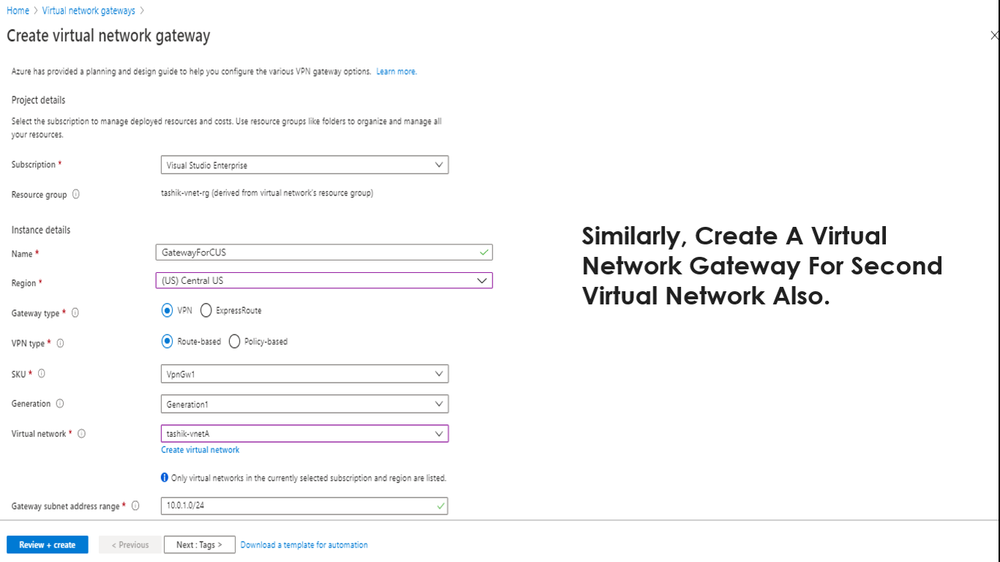 Home > Virtual network gateways >
Create virtual network gateway
Azure has provided a planning and design guide to help you configure the various VPN gateway options. Learn more.
Project details
Select the subscription to manage deployed resources and costs. Use resource groups like folders to organize and manage all
your resources.
Subscription * Visual Studio Enterprise
Resource group tashik-vnet-rg (derived from virtual network's resource group)
Instance details
Name * GatewayForCUS
Region * (US) Central US
Gateway type * VPN ExpressRoute
VPN type * Route-based Policy-based
SKU * VpnGw1
Generation Generation1
Virtual network * tashik-vnetA
Create virtual network
Only virtual networks in the currently selected subscription and region are listed.
Gateway subnet address range * 10.0.1.0/24
Review + create < Previous Next : Tags > Download a template for automation
Similarly, Create A Virtual
Network Gateway For Second
Virtual Network Also.